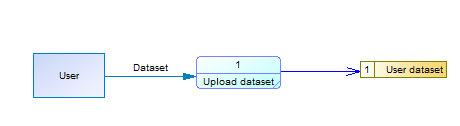 Dataset
User
1
Upload dataset
1 User dataset